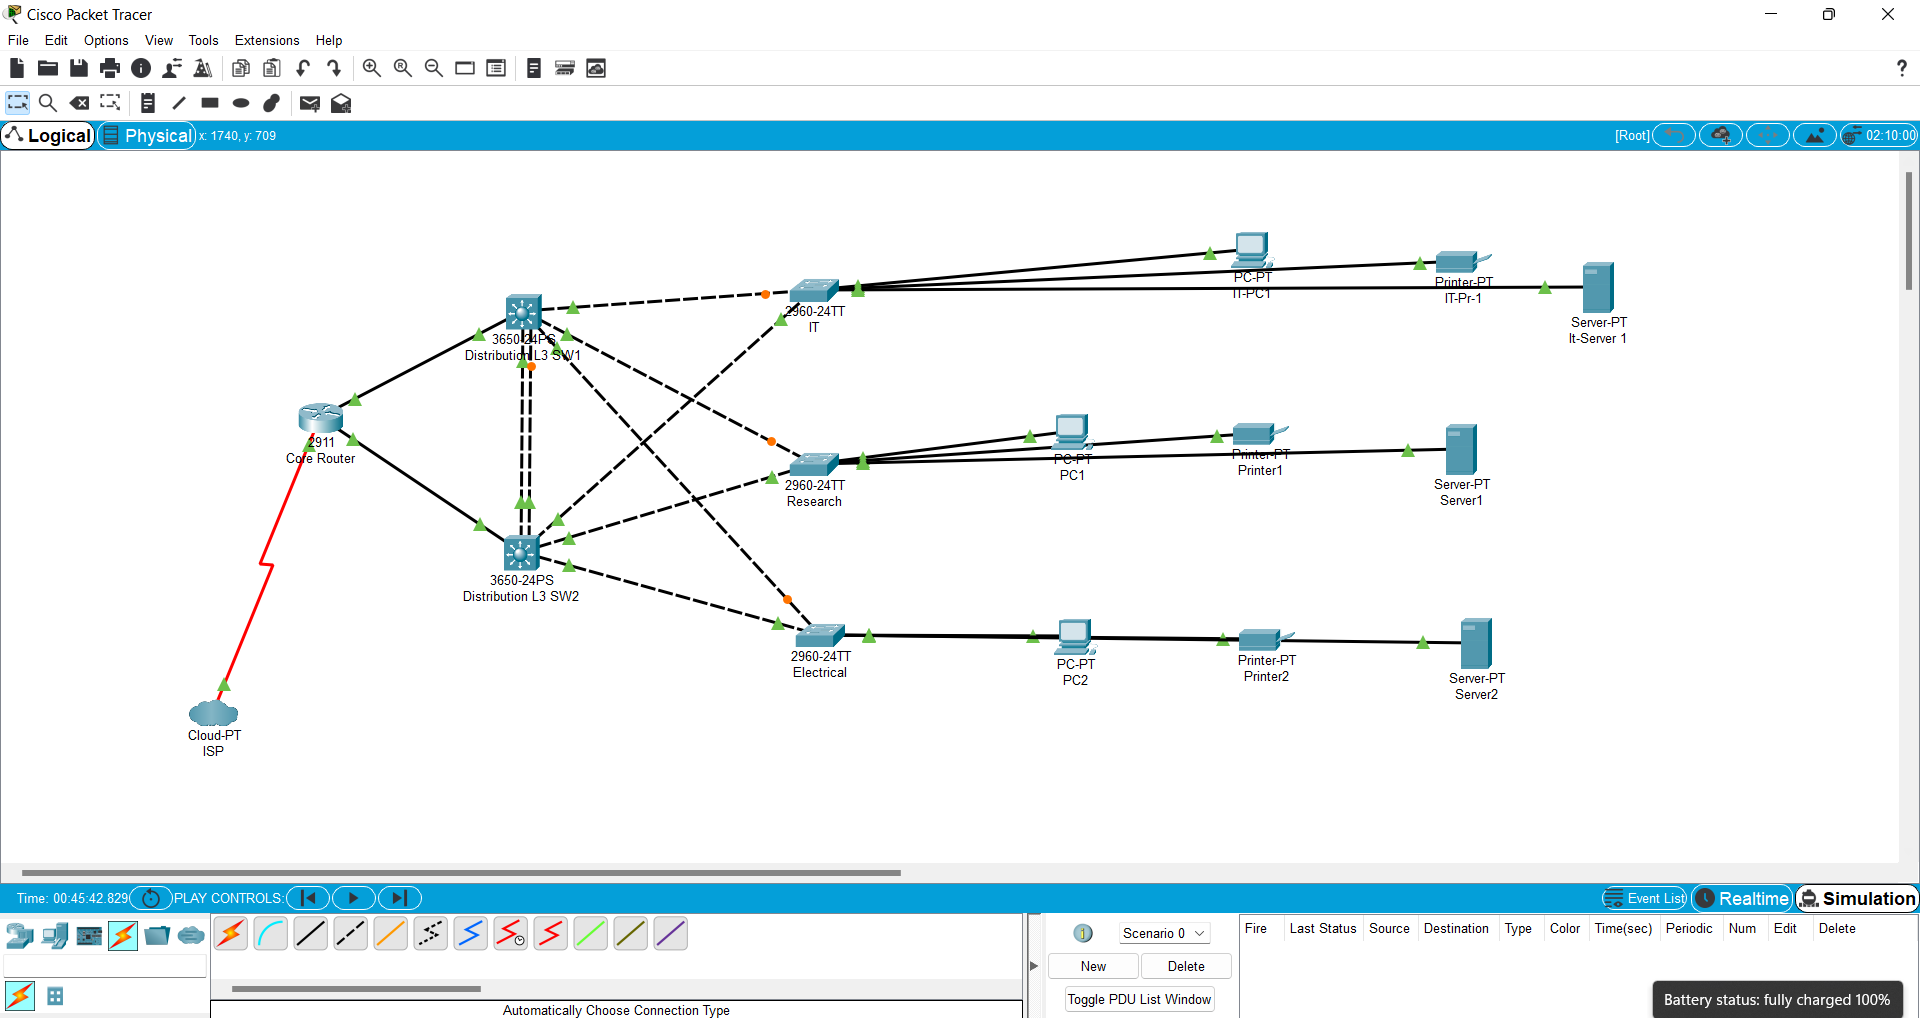 Cisco Packet Tracer
File Edit Options View Tools Extensions Help
?
Logical Physical x: 1740, y: 709 [Root] 02:10:00
PC-PT
IT-PC1
Printer-PT
IT-Pr-1
Server-PT
It-Server 1
2960-24TT
IT
3650-24PS
Distribution L3 SW1
2911
Core Router
PC-PT
PC1
Printer-PT
Printer1
Server-PT
Server1
2960-24TT
Research
3650-24PS
Distribution L3 SW2
2960-24TT
Electrical
PC-PT
PC2
Printer-PT
Printer2
Server-PT
Server2
Cloud-PT
ISP
Time: 00:45:42.829 PLAY CONTROLS: Event List Realtime Simulation
Scenario 0
New Delete
Toggle PDU List Window
Fire Last Status Source Destination Type Color Time(sec) Periodic Num Edit Delete
Automatically Choose Connection Type
Battery status: fully charged 100%